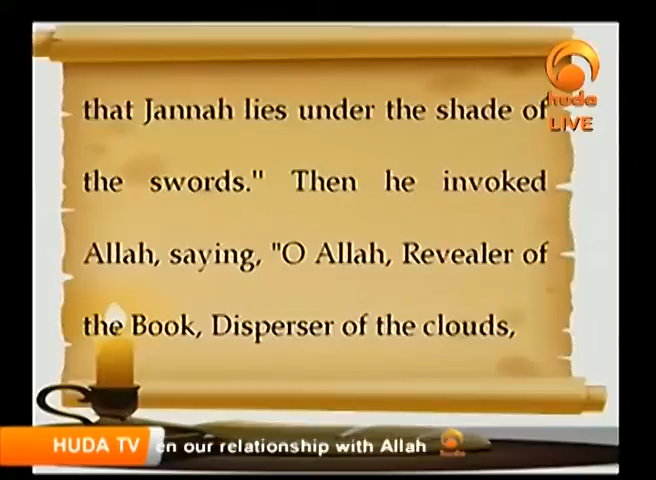 that Jannah lies under the shade of
the swords." Then he invoked
Allah, saying, "O Allah, Revealer of
the Book, Disperser of the clouds,
huda
LIVE
HUDA TV
en our relationship with Allah